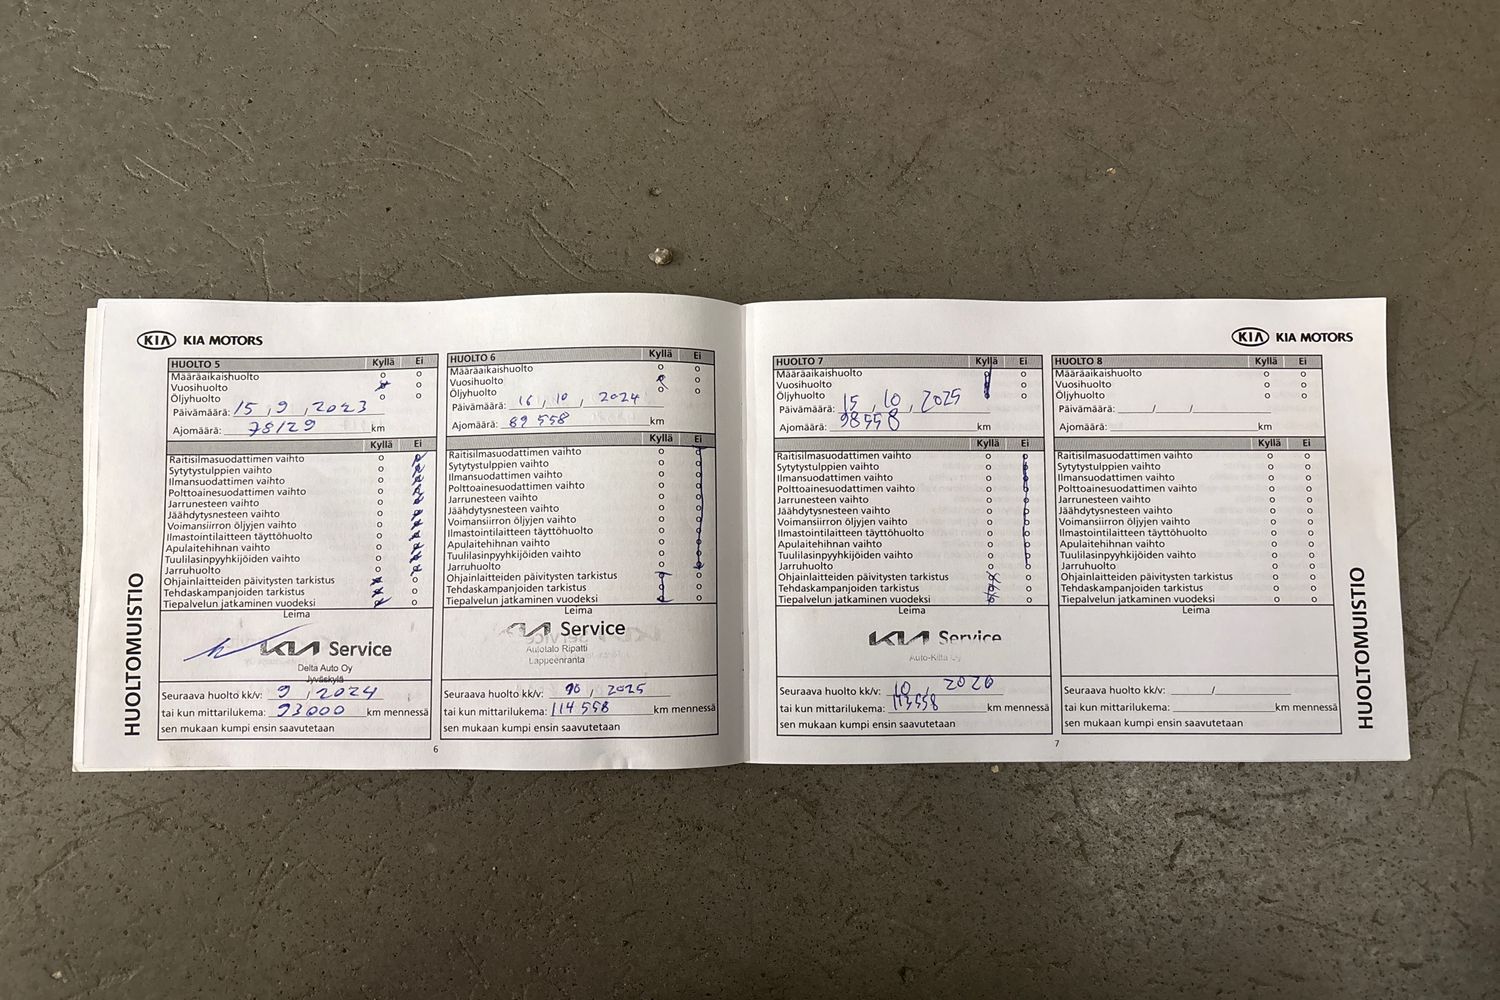 KIA MOTORS
HUOLTO 5 Kyllä Ei
Määräaikaishuolto o o
Vuosihuolto o
Öljyhuolto o o
Päivämäärä: 15 , 9 , 2023
Ajomäärä: 78129 km
Kyllä Ei
Raitisilmasuodattimen vaihto o
Sytytystulppien vaihto o
Ilmansuodattimen vaihto o
Polttoainesuodattimen vaihto o
Jarrunesteen vaihto o
Jäähdytysnesteen vaihto o
Voimansiirron öljyjen vaihto o
Ilmastointilaitteen täyttöhuolto o
Apulaitehihnan vaihto o
Tuulilasinpyyhkijöiden vaihto o
Jarruhuolto o
Ohjainlaitteiden päivitysten tarkistus o
Tehdaskampanjoiden tarkistus o
Tiepalvelun jatkaminen vuodeksi o
Leima
KIA Service
Delta Auto Oy
Jyväskylä
Seuraava huolto kk/v: 9 / 2024
tai kun mittarilukema: 93000 km mennessä
sen mukaan kumpi ensin saavutetaan
HUOLTO 6 Kyllä Ei
Määräaikaishuolto o o
Vuosihuolto o
Öljyhuolto o o
Päivämäärä: 16 , 10 , 2024
Ajomäärä: 89 558 km
Kyllä Ei
Raitisilmasuodattimen vaihto o
Sytytystulppien vaihto o
Ilmansuodattimen vaihto o
Polttoainesuodattimen vaihto o
Jarrunesteen vaihto o
Jäähdytysnesteen vaihto o
Voimansiirron öljyjen vaihto o
Ilmastointilaitteen täyttöhuolto o
Apulaitehihnan vaihto o
Tuulilasinpyyhkijöiden vaihto o
Jarruhuolto o
Ohjainlaitteiden päivitysten tarkistus o
Tehdaskampanjoiden tarkistus o
Tiepalvelun jatkaminen vuodeksi o
Leima
KIA Service
Autotalo Ripatti
Lappeenranta
Seuraava huolto kk/v: 10 / 2025
tai kun mittarilukema: 114 558 km mennessä
sen mukaan kumpi ensin saavutetaan
HUOLTOMUISTIO
6
KIA MOTORS
HUOLTO 7 Kyllä Ei
Määräaikaishuolto o
Vuosihuolto o
Öljyhuolto o
Päivämäärä: 15 , 10 , 2025
Ajomäärä: 98558 km
Kyllä Ei
Raitisilmasuodattimen vaihto o
Sytytystulppien vaihto o
Ilmansuodattimen vaihto o
Polttoainesuodattimen vaihto o
Jarrunesteen vaihto o
Jäähdytysnesteen vaihto o
Voimansiirron öljyjen vaihto o
Ilmastointilaitteen täyttöhuolto o
Apulaitehihnan vaihto o
Tuulilasinpyyhkijöiden vaihto o
Jarruhuolto o
Ohjainlaitteiden päivitysten tarkistus o
Tehdaskampanjoiden tarkistus o
Tiepalvelun jatkaminen vuodeksi o
Leima
KIA Service
Auto-Kilta Oy
Seuraava huolto kk/v: 10 / 2026
tai kun mittarilukema: 113558 km mennessä
sen mukaan kumpi ensin saavutetaan
HUOLTO 8 Kyllä Ei
Määräaikaishuolto o o
Vuosihuolto o o
Öljyhuolto o o
Päivämäärä: / /
Ajomäärä: km
Kyllä Ei
Raitisilmasuodattimen vaihto o o
Sytytystulppien vaihto o o
Ilmansuodattimen vaihto o o
Polttoainesuodattimen vaihto o o
Jarrunesteen vaihto o o
Jäähdytysnesteen vaihto o o
Voimansiirron öljyjen vaihto o o
Ilmastointilaitteen täyttöhuolto o o
Apulaitehihnan vaihto o o
Tuulilasinpyyhkijöiden vaihto o o
Jarruhuolto o o
Ohjainlaitteiden päivitysten tarkistus o o
Tehdaskampanjoiden tarkistus o o
Tiepalvelun jatkaminen vuodeksi o o
Leima
Seuraava huolto kk/v: /
tai kun mittarilukema: km mennessä
sen mukaan kumpi ensin saavutetaan
HUOLTOMUISTIO
7